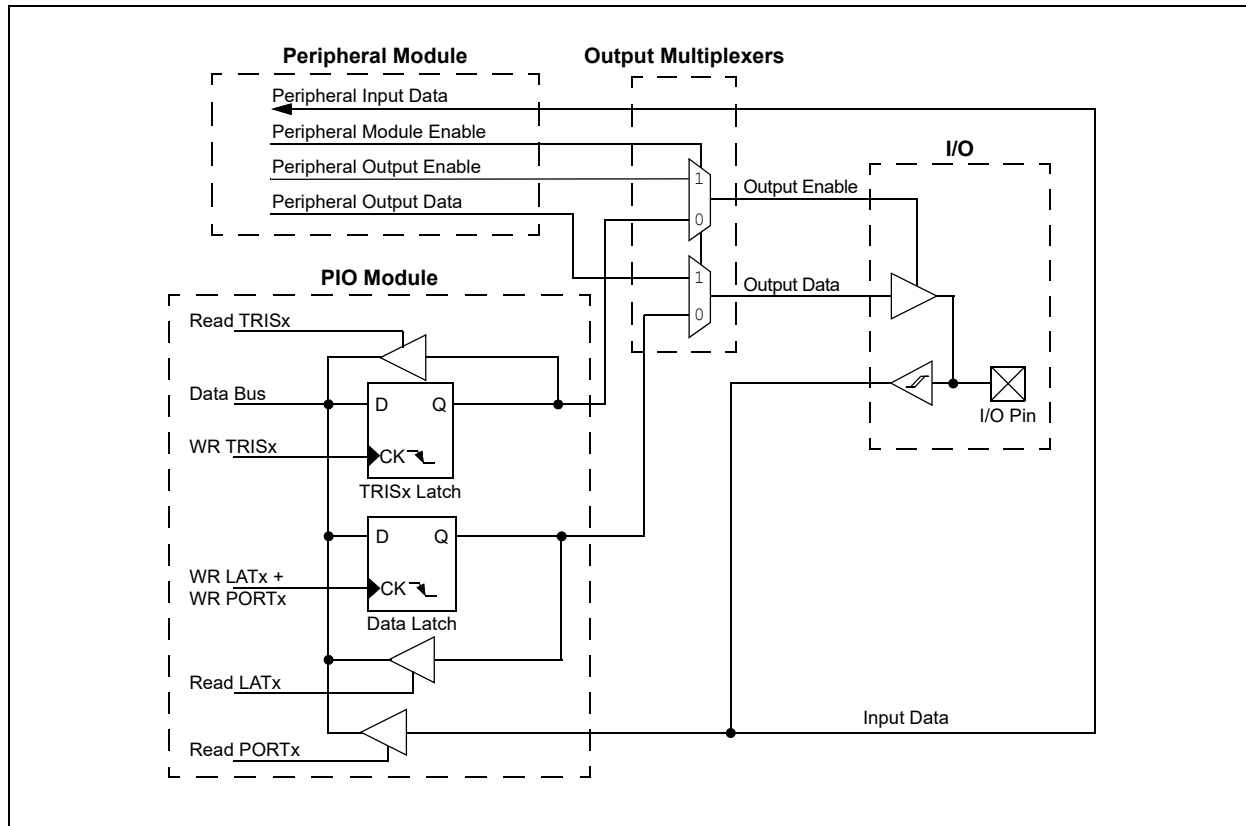 Peripheral Module
Output Multiplexers
Peripheral Input Data
Peripheral Module Enable
Peripheral Output Enable
Peripheral Output Data
1
0
Output Enable
I/O
1
0
Output Data
I/O Pin
PIO Module
Read TRISx
Data Bus
D
Q
WR TRISx
CK
TRISx Latch
D
Q
WR LATx +
WR PORTx
CK
Data Latch
Read LATx
Read PORTx
Input Data